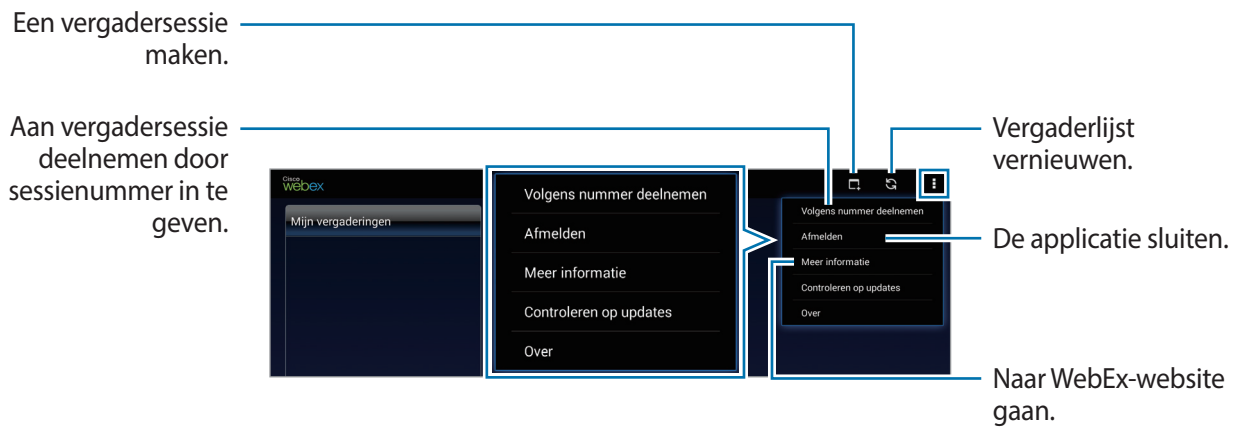 Een vergadersessie
maken.
Aan vergadersessie
deelnemen door
sessienummer in te
geven.
Vergaderlijst
vernieuwen.
De applicatie sluiten.
Naar WebEx-website
gaan.
Cisco
webex
Mijn vergaderingen
Volgens nummer deelnemen
Afmelden
Meer informatie
Controleren op updates
Over
Volgens nummer deelnemen
Afmelden
Meer informatie
Controleren op updates
Over